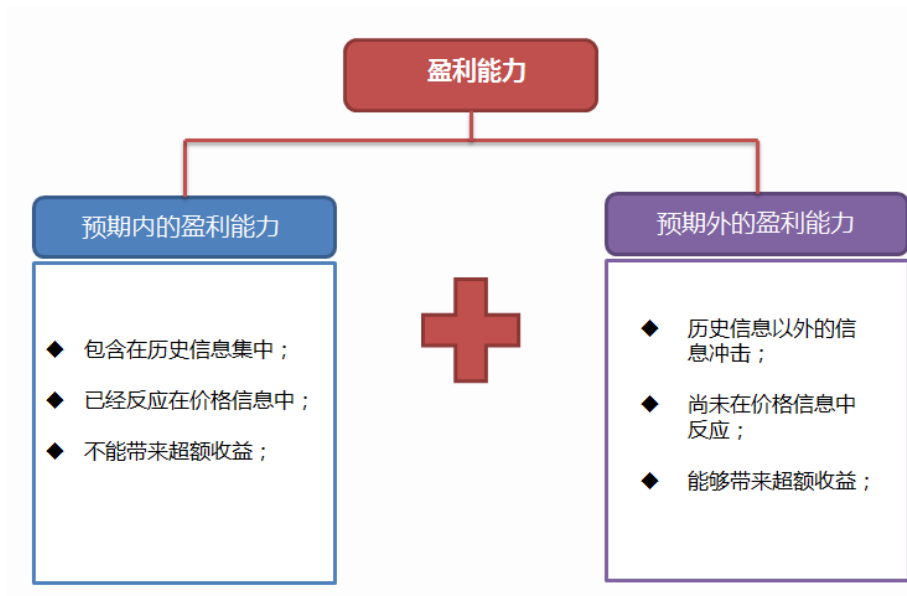 盈利能力
预期内的盈利能力
◆ 包含在历史信息集中；
◆ 已经反应在价格信息中；
◆ 不能带来超额收益；
预期外的盈利能力
◆ 历史信息以外的信
息冲击；
◆ 尚未在价格信息中
反应；
◆ 能够带来超额收益；